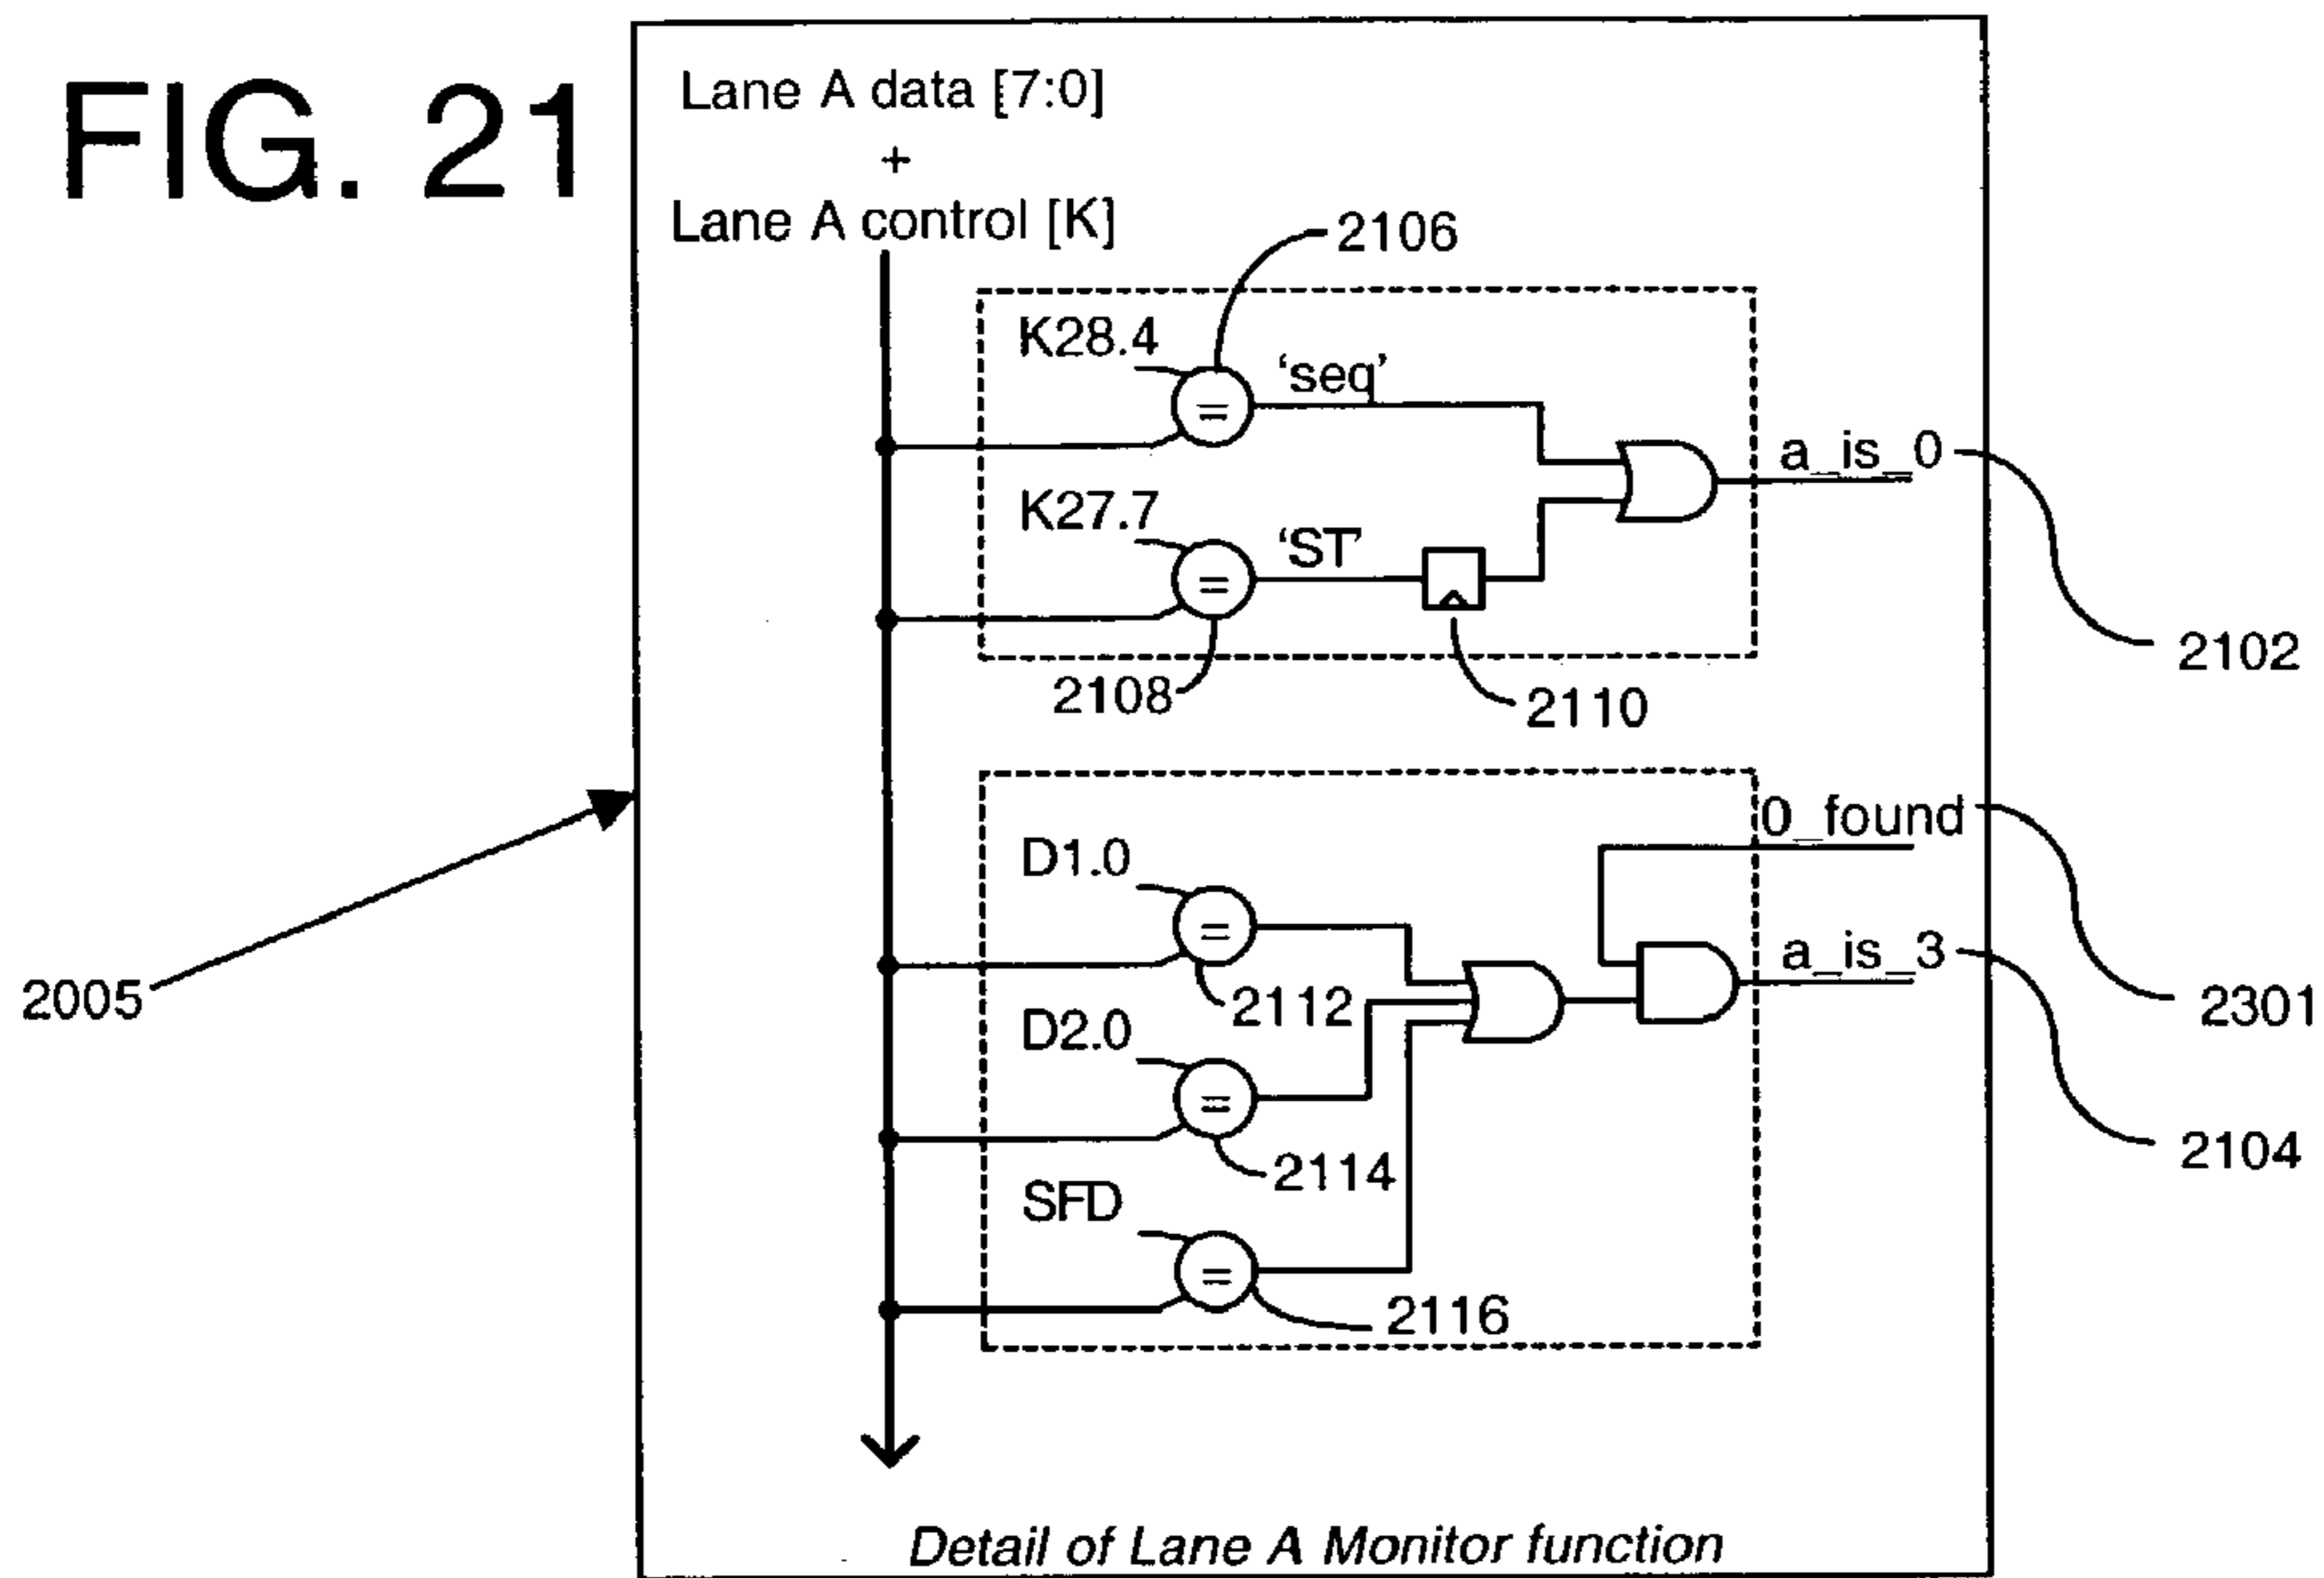 FIG. 21
Lane A data [7:0]
+
Lane A control [K]
2106
K28.4
'seq'
=
a_is_0
K27.7
'ST'
=
2102
2108
2110
0_found
D1.0
=
a_is_3
2005
2112
2301
D2.0
=
2114
2104
SFD
=
2116
Detail of Lane A Monitor function